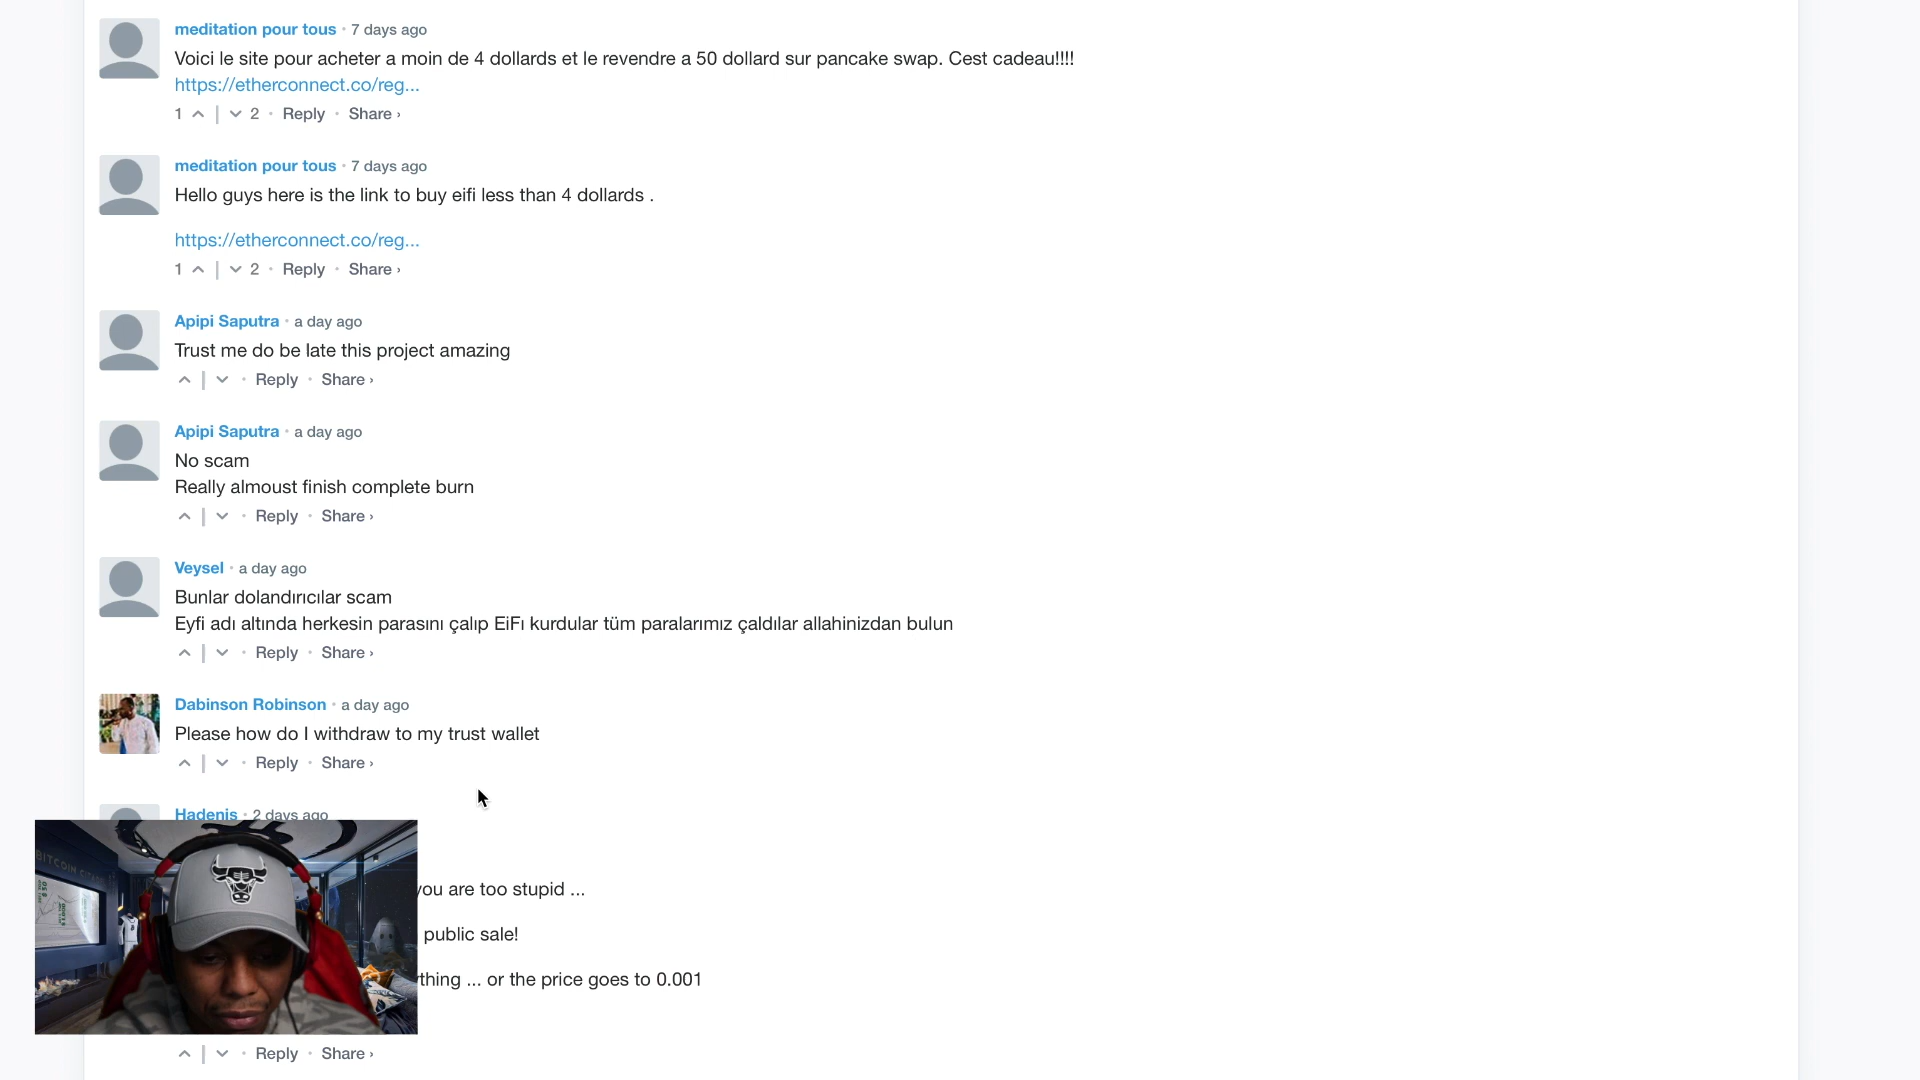 meditation pour tous • 7 days ago
Voici le site pour acheter a moin de 4 dollards et le revendre a 50 dollard sur pancake swap. Cest cadeau!!!!
https://etherconnect.co/reg...
1 | 2 • Reply • Share ›
meditation pour tous • 7 days ago
Hello guys here is the link to buy eifi less than 4 dollards .
https://etherconnect.co/reg...
1 | 2 • Reply • Share ›
Apipi Saputra • a day ago
Trust me do be late this project amazing
| • Reply • Share ›
Apipi Saputra • a day ago
No scam
Really almoust finish complete burn
| • Reply • Share ›
Veysel • a day ago
Bunlar dolandırıcılar scam
Eyfi adı altında herkesin parasını çalıp EiFı kurdular tüm paralarımız çaldılar allahinizdan bulun
| • Reply • Share ›
Dabinson Robinson • a day ago
Please how do I withdraw to my trust wallet
| • Reply • Share ›
Hadenis • 2 days ago
BITCOIN
you are too stupid ...
public sale!
thing ... or the price goes to 0.001
| • Reply • Share ›